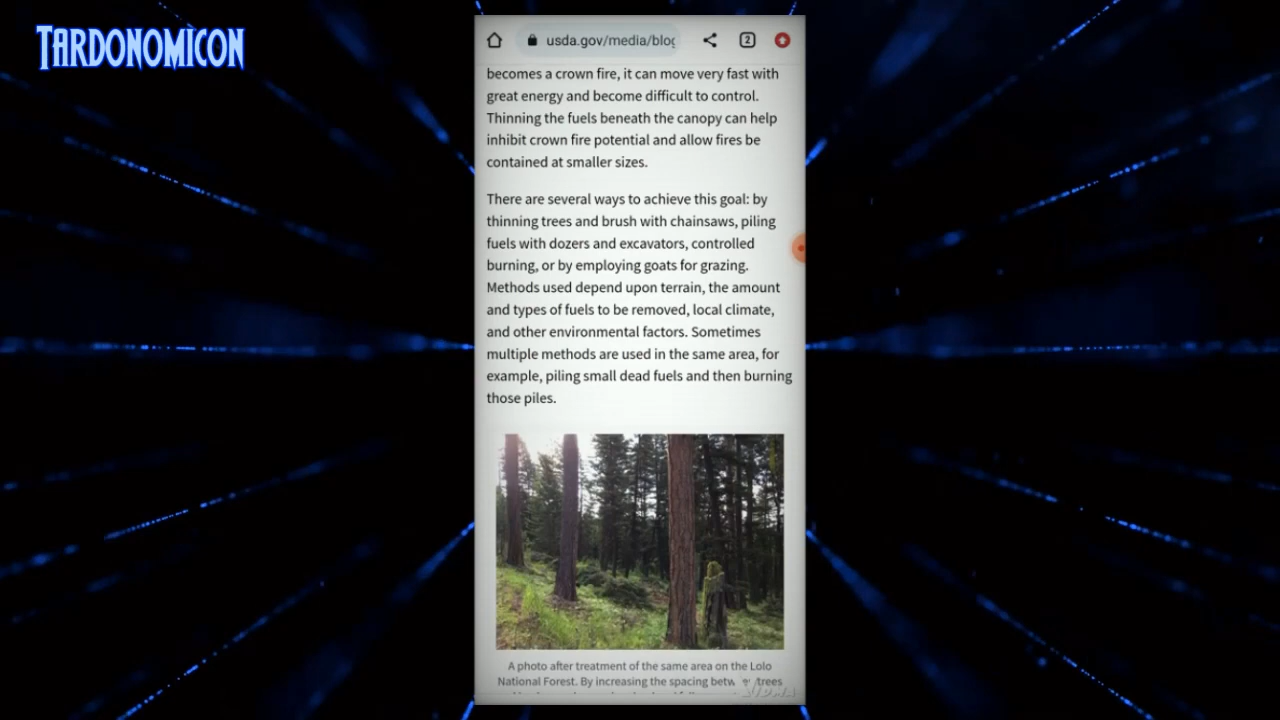 TARDONOMICON
usda.gov/media/blog
2
becomes a crown fire, it can move very fast with
great energy and become difficult to control.
Thinning the fuels beneath the canopy can help
inhibit crown fire potential and allow fires be
contained at smaller sizes.
There are several ways to achieve this goal: by
thinning trees and brush with chainsaws, piling
fuels with dozers and excavators, controlled
burning, or by employing goats for grazing.
Methods used depend upon terrain, the amount
and types of fuels to be removed, local climate,
and other environmental factors. Sometimes
multiple methods are used in the same area, for
example, piling small dead fuels and then burning
those piles.
A photo after treatment of the same area on the Lolo
National Forest. By increasing the spacing between trees